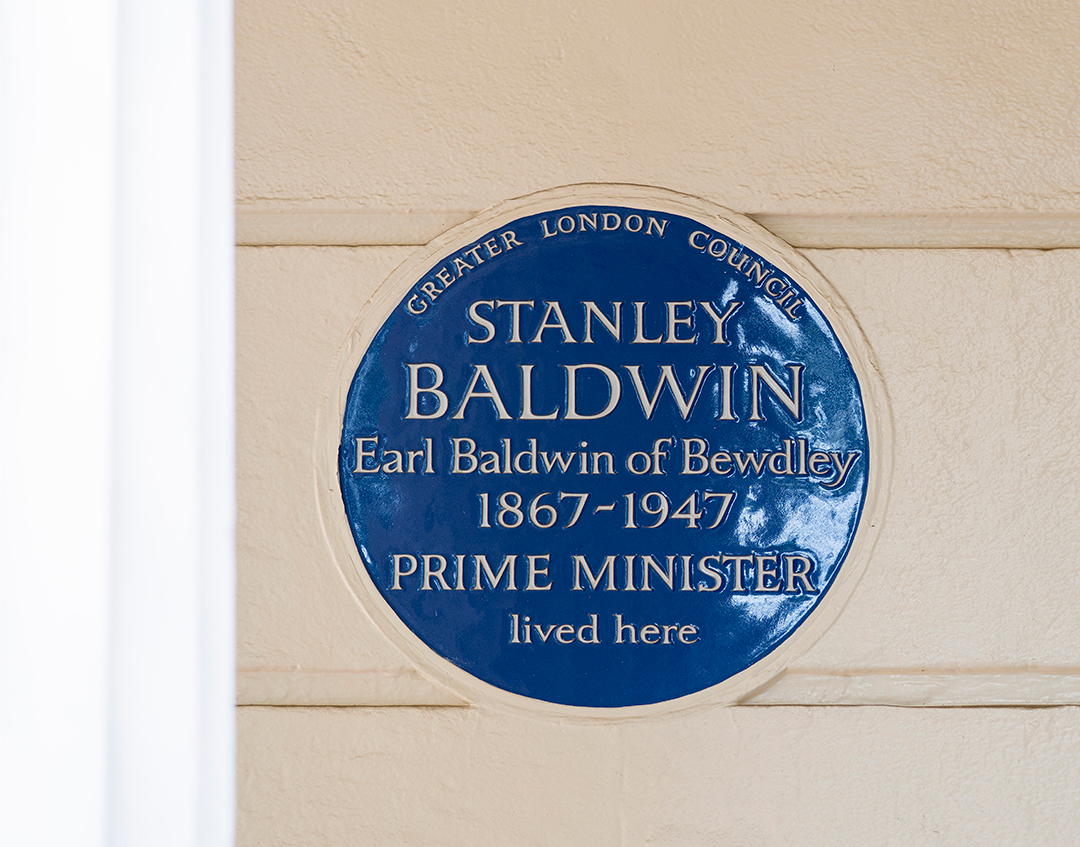 GREATER LONDON COUNCIL
STANLEY
BALDWIN
Earl Baldwin of Bewdley
1867-1947
PRIME MINISTER
lived here